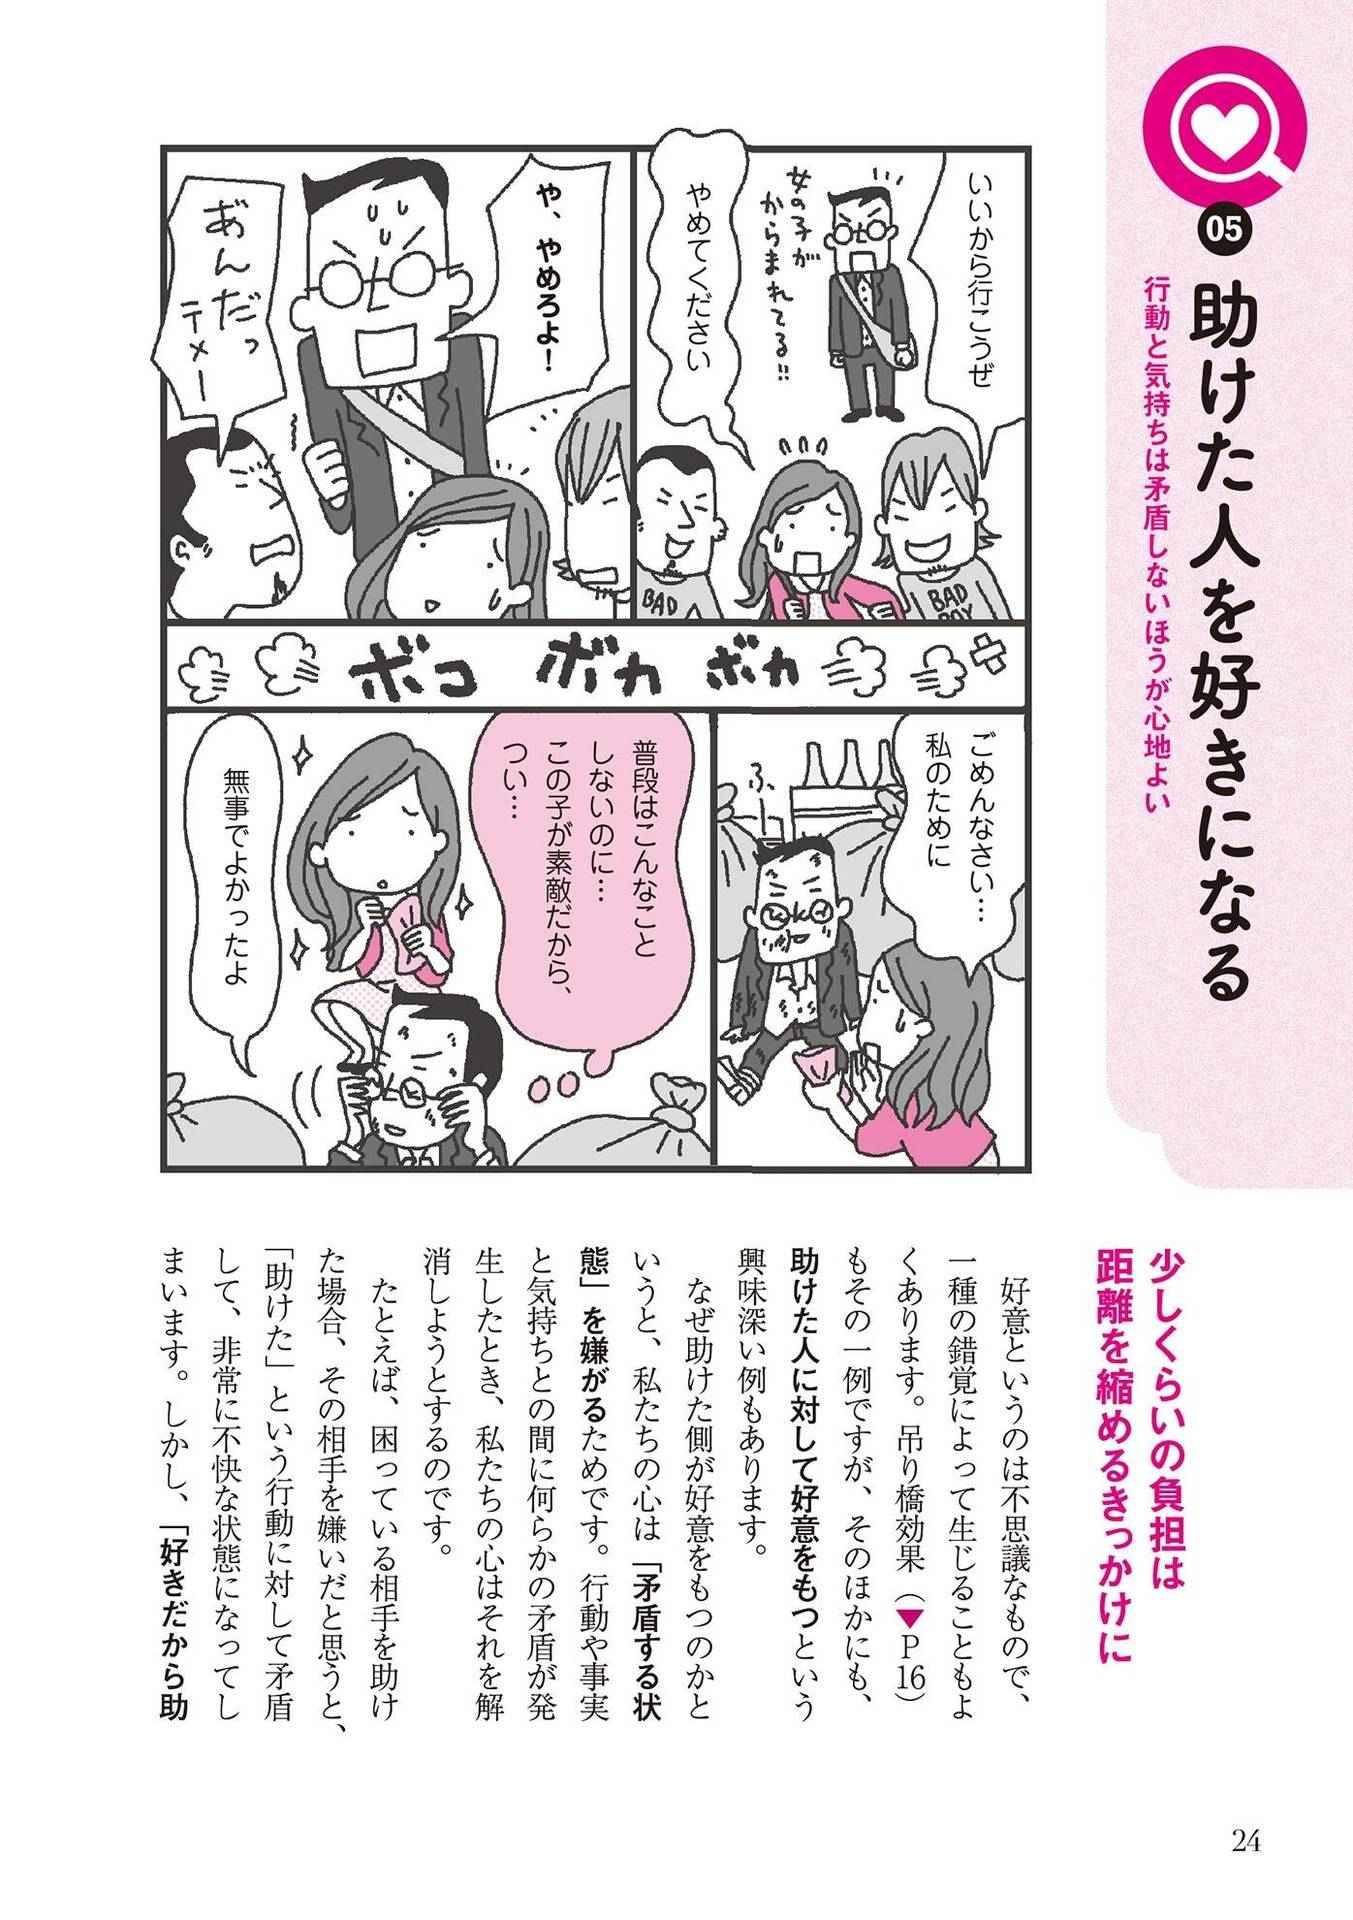 05
助けた人を好きになる
行動と気持ちは矛盾しないほうが心地よい
いいから行こうぜ
女の子が
からまれてる!!
やめてください
BAD
BAD
BOY
や、やめろよ！
あんだっ
テメー
ボカ
ボカ
ボコ
ごめんなさい…
私のために
ふ、
普段はこんなこと
しないのに…
この子が素敵だから、
つい…
無事でよかったよ
少しくらいの負担は
距離を縮めるきっかけに
好意というのは不思議なもので、
一種の錯覚によって生じることもよ
くあります。吊り橋効果（▼P16）
もその一例ですが、そのほかにも、
助けた人に対して好意をもつという
興味深い例もあります。
なぜ助けた側が好意をもつのかと
いうと、私たちの心は「矛盾する状
態」を嫌がるためです。行動や事実
と気持ちとの間に何らかの矛盾が発
生したとき、私たちの心はそれを解
消しようとするのです。
たとえば、困っている相手を助け
た場合、その相手を嫌いだと思うと、
「助けた」という行動に対して矛盾
して、非常に不快な状態になってし
まいます。しかし、「好きだから助
24